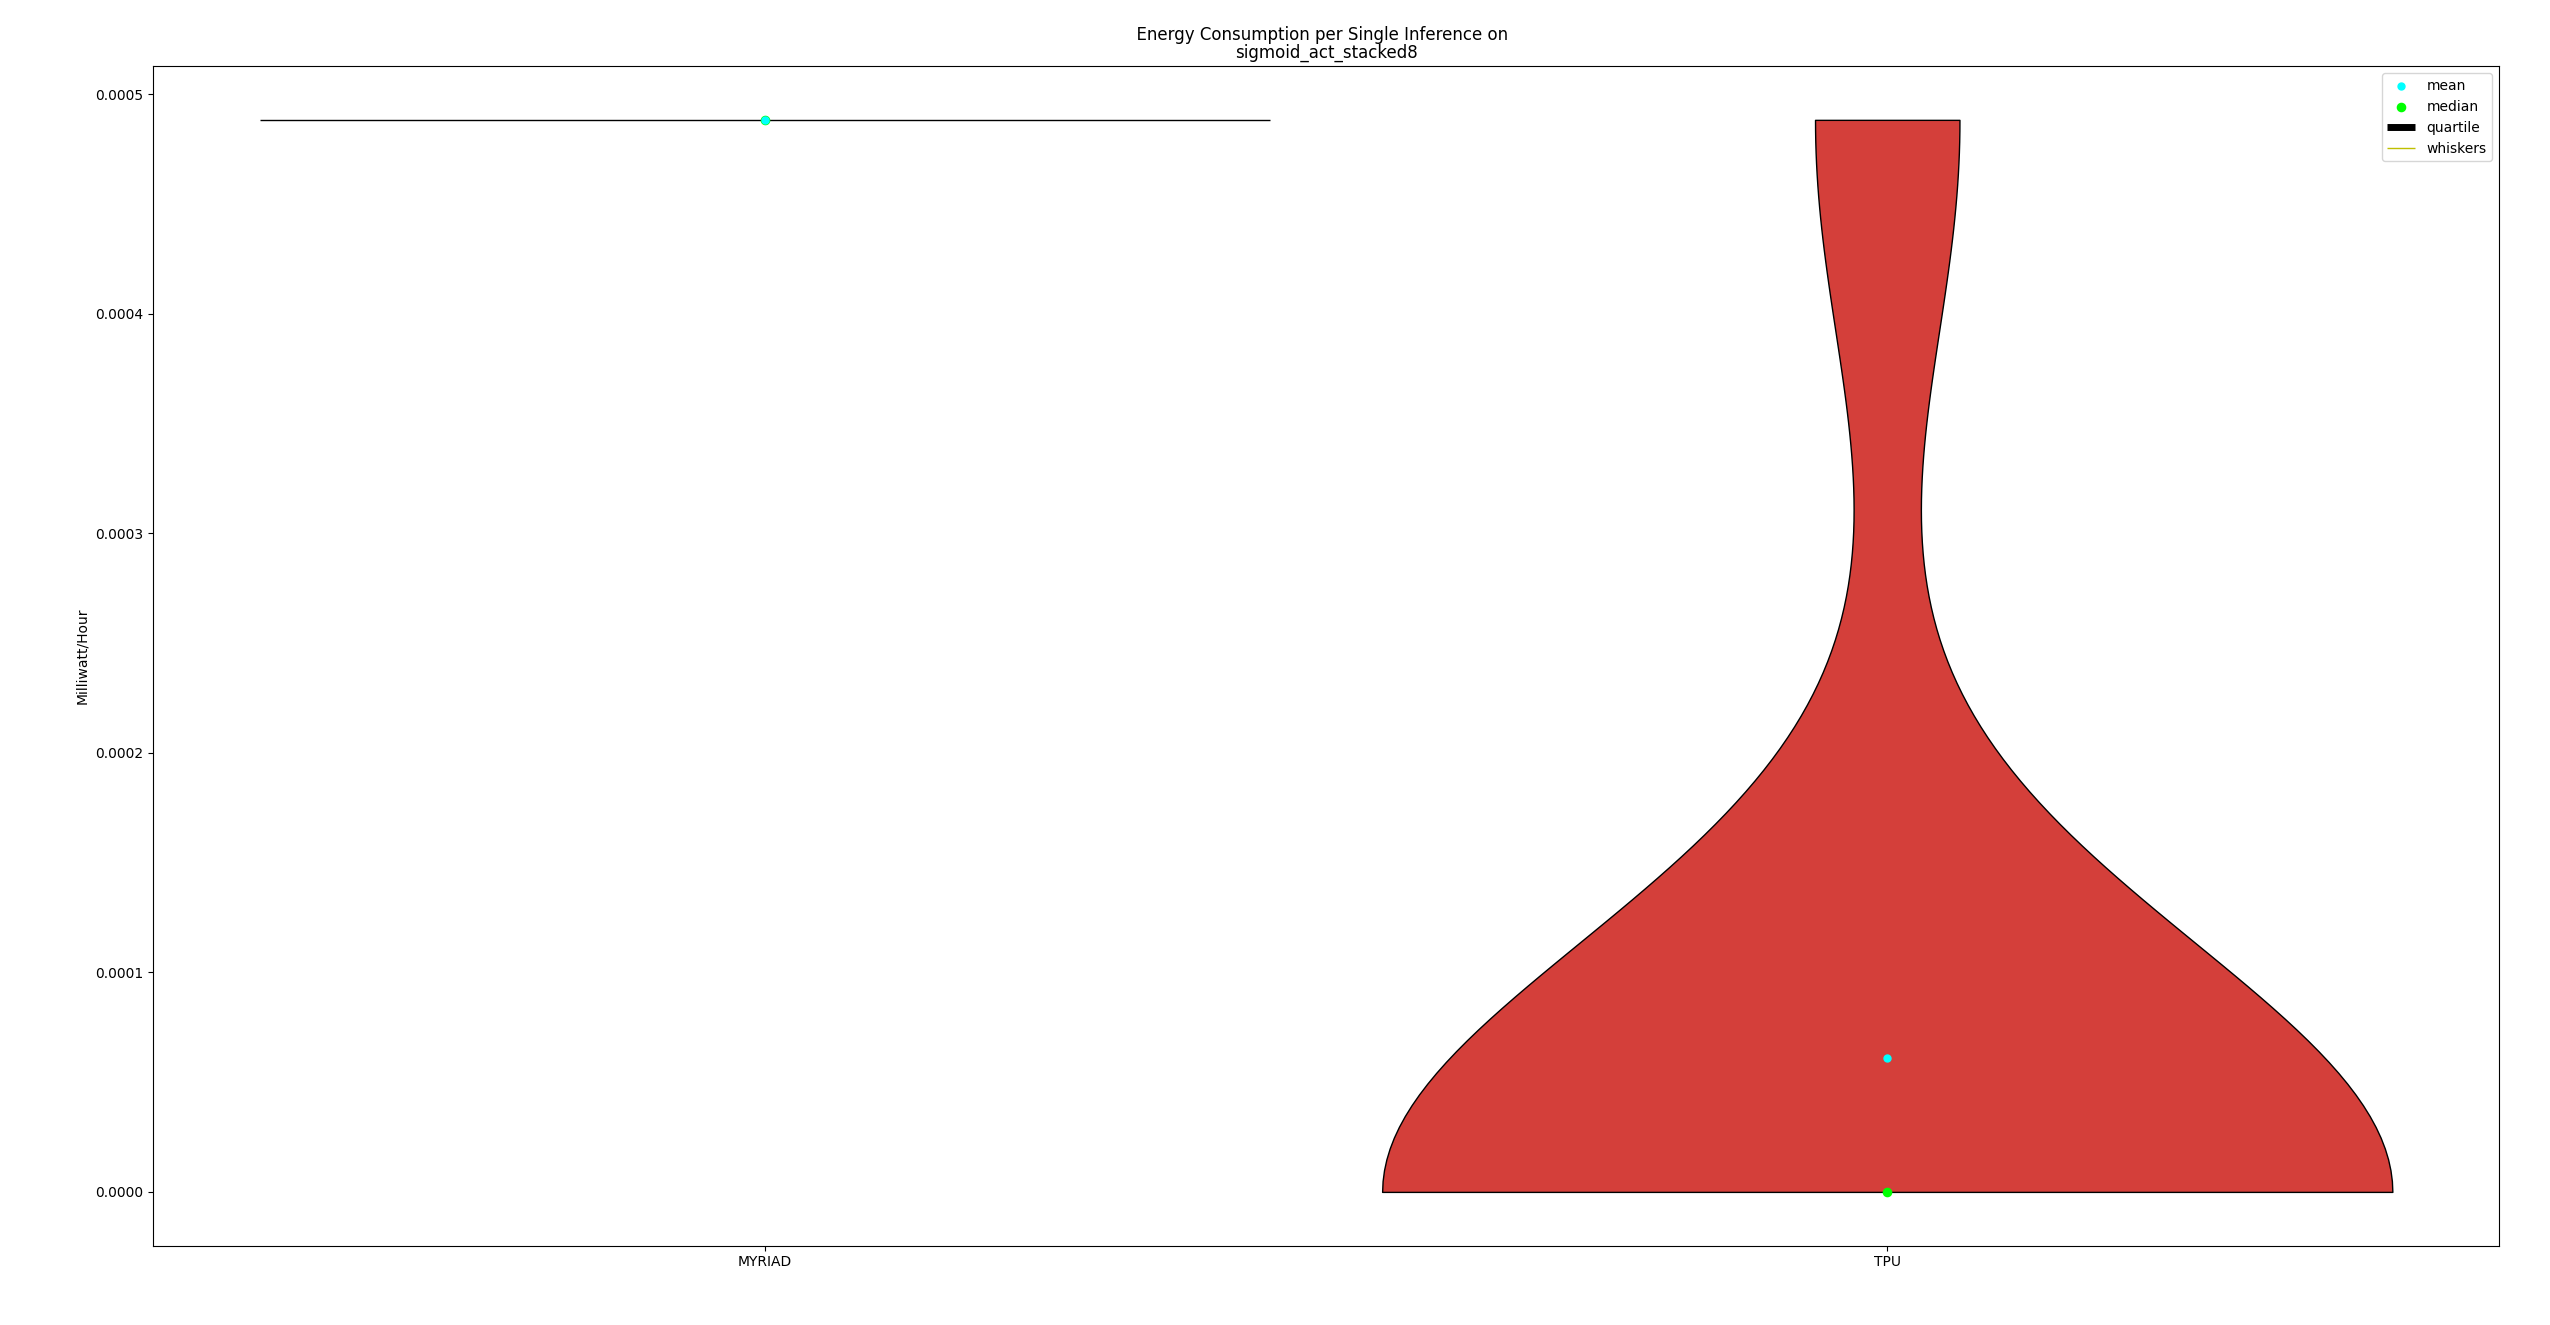 Energy Consumption per Single Inference on
sigmoid_act_stacked8
mean
median
quartile
whiskers
0.0005
0.0004
0.0003
0.0002
0.0001
0.0000
Milliwatt/Hour
MYRIAD
TPU